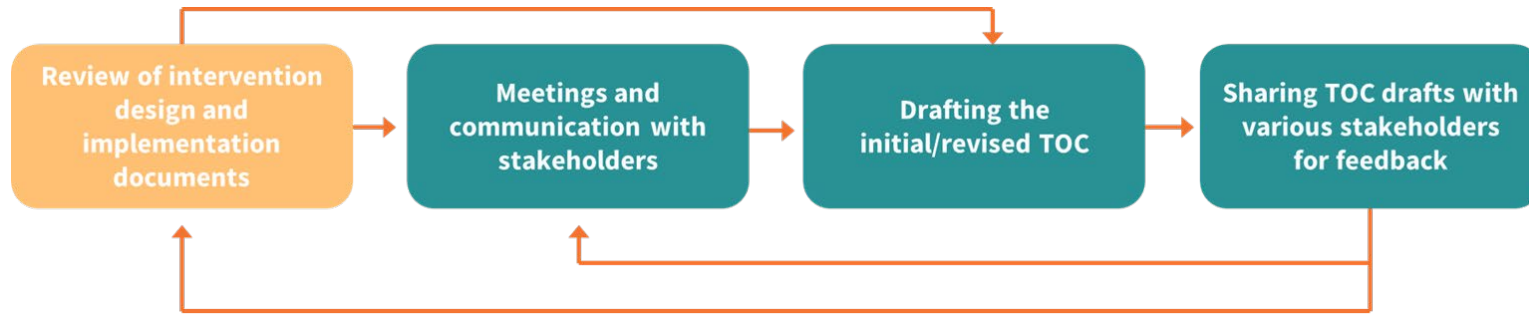 Review of intervention
design and
implementation
documents
Meetings and
communication with
stakeholders
Drafting the
initial/revised TOC
Sharing TOC drafts with
various stakeholders
for feedback